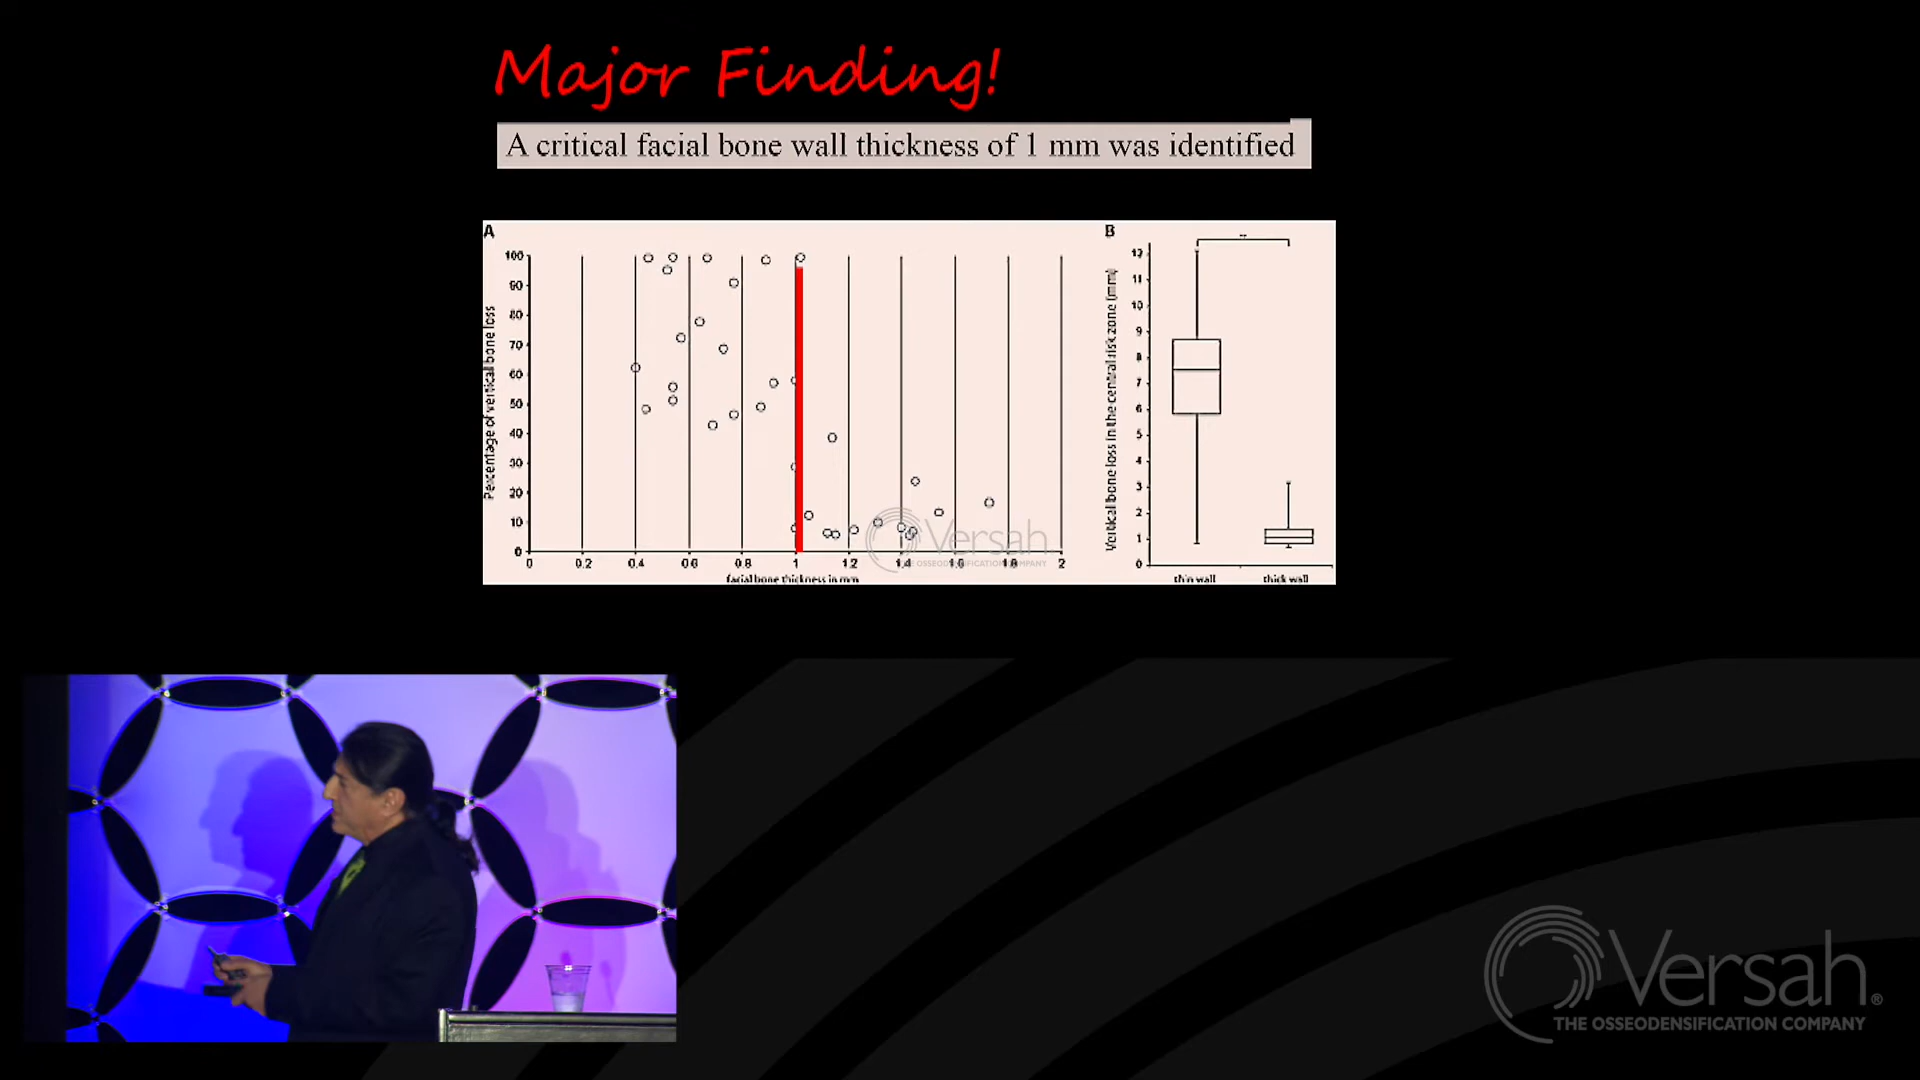 Major Finding!
A critical facial bone wall thickness of 1 mm was identified
A
Percentage of vertical bone loss
100
90
80
70
60
50
40
30
20
10
0
0 0.2 0.4 0.6 0.8 1 1.2 1.4 1.6 1.8 2
facial bone thickness in mm
B
Vertical bone loss in the central risk zone (mm)
12
11
10
9
8
7
6
5
4
3
2
1
0
thin wall thick wall
Versah
THE OSSEODENSIFICATION COMPANY
Versah®
THE OSSEODENSIFICATION COMPANY